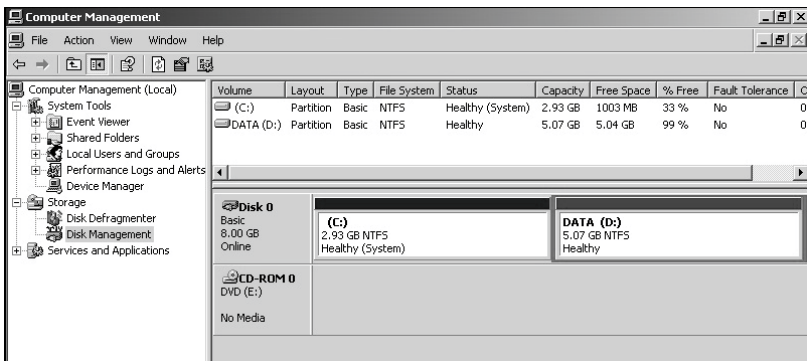 Computer Management
File Action View Window Help
Computer Management (Local)
System Tools
Event Viewer
Shared Folders
Local Users and Groups
Performance Logs and Alerts
Device Manager
Storage
Disk Defragmenter
Disk Management
Services and Applications
Volume Layout Type File System Status Capacity Free Space % Free Fault Tolerance
(C:) Partition Basic NTFS Healthy (System) 2.93 GB 1003 MB 33 % No 0
DATA (D:) Partition Basic NTFS Healthy 5.07 GB 5.04 GB 99 % No 0
Disk 0
Basic
8.00 GB
Online
(C:)
2.93 GB NTFS
Healthy (System)
DATA (D:)
5.07 GB NTFS
Healthy
CD-ROM 0
DVD (E:)
No Media